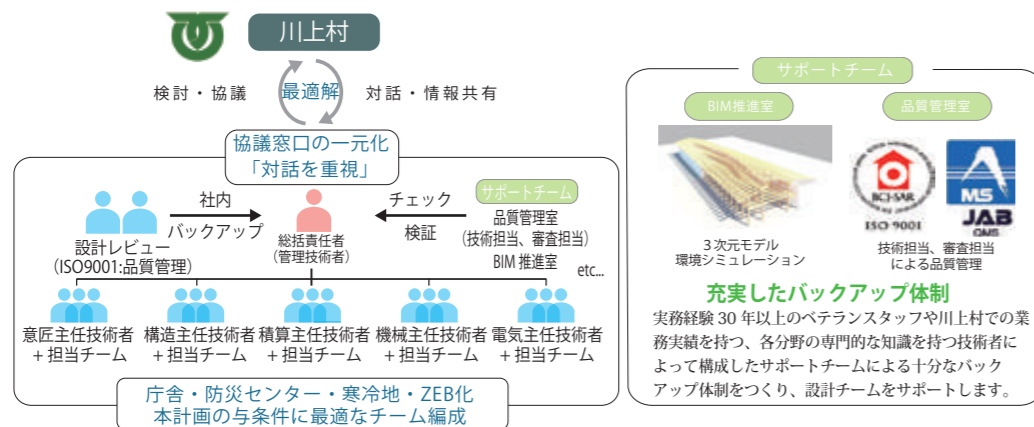 川上村
検討・協議
最適解
対話・情報共有
協議窓口の一元化
「対話を重視」
社内
バックアップ
設計レビュー
(ISO9001:品質管理)
総括責任者
(管理技術者)
チェック
検証
サポートチーム
品質管理室
(技術担当、審査担当)
BIM 推進室
etc...
意匠主任技術者
+ 担当チーム
構造主任技術者
+ 担当チーム
積算主任技術者
+ 担当チーム
機械主任技術者
+ 担当チーム
電気主任技術者
+ 担当チーム
庁舎・防災センター・寒冷地・ZEB化
本計画の与条件に最適なチーム編成
サポートチーム
BIM推進室
3 次元モデル
環境シミュレーション
品質管理室
BCJ-SAR
ISO 9001
MS
JAB
QMS
技術担当、審査担当
による品質管理
充実したバックアップ体制
実務経験 30 年以上のベテランスタッフや川上村での業
務実績を持つ、各分野の専門的な知識を持つ技術者に
よって構成したサポートチームによる十分なバック
アップ体制をつくり、設計チームをサポートします。